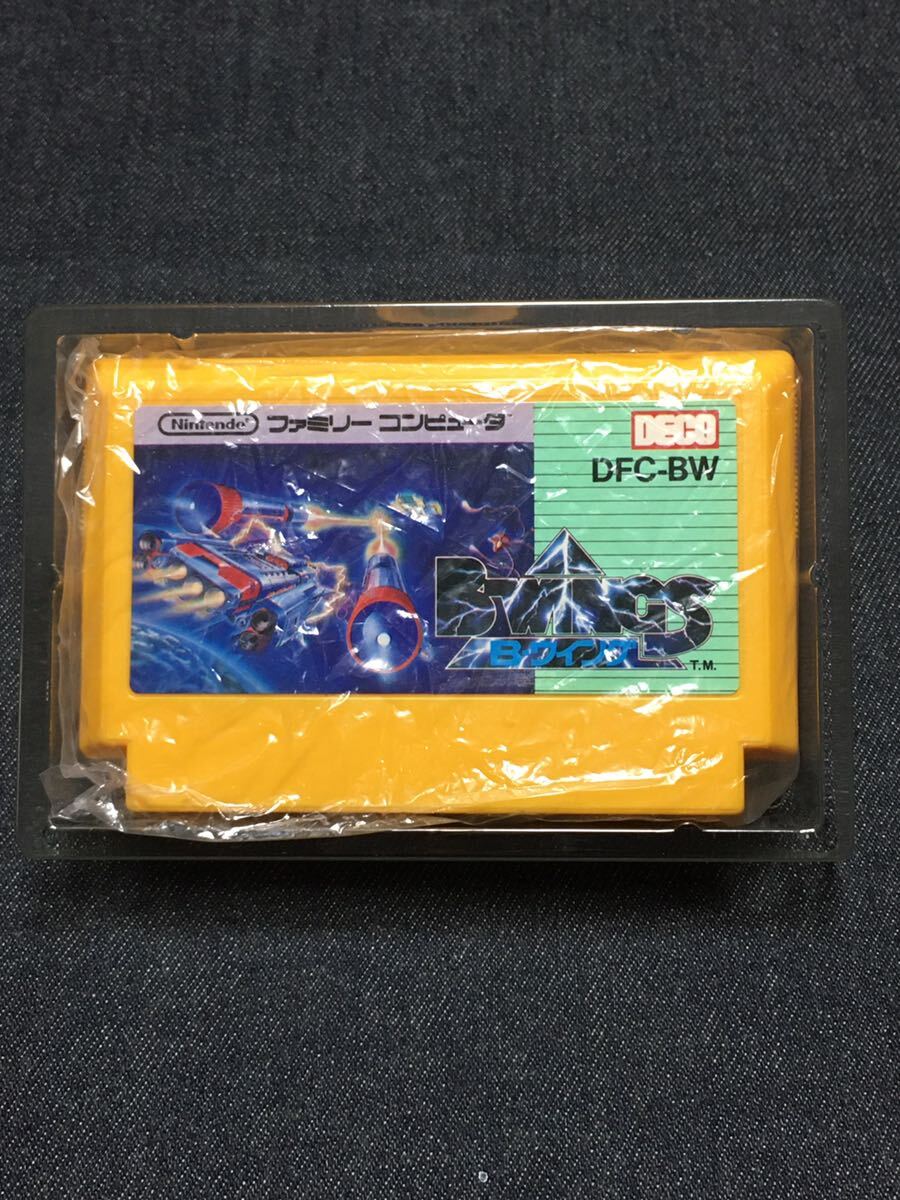 Nintendo ファミリー コンピュータ
DECO
DFC-BW
B-WINGS
B・ウイング
T.M.